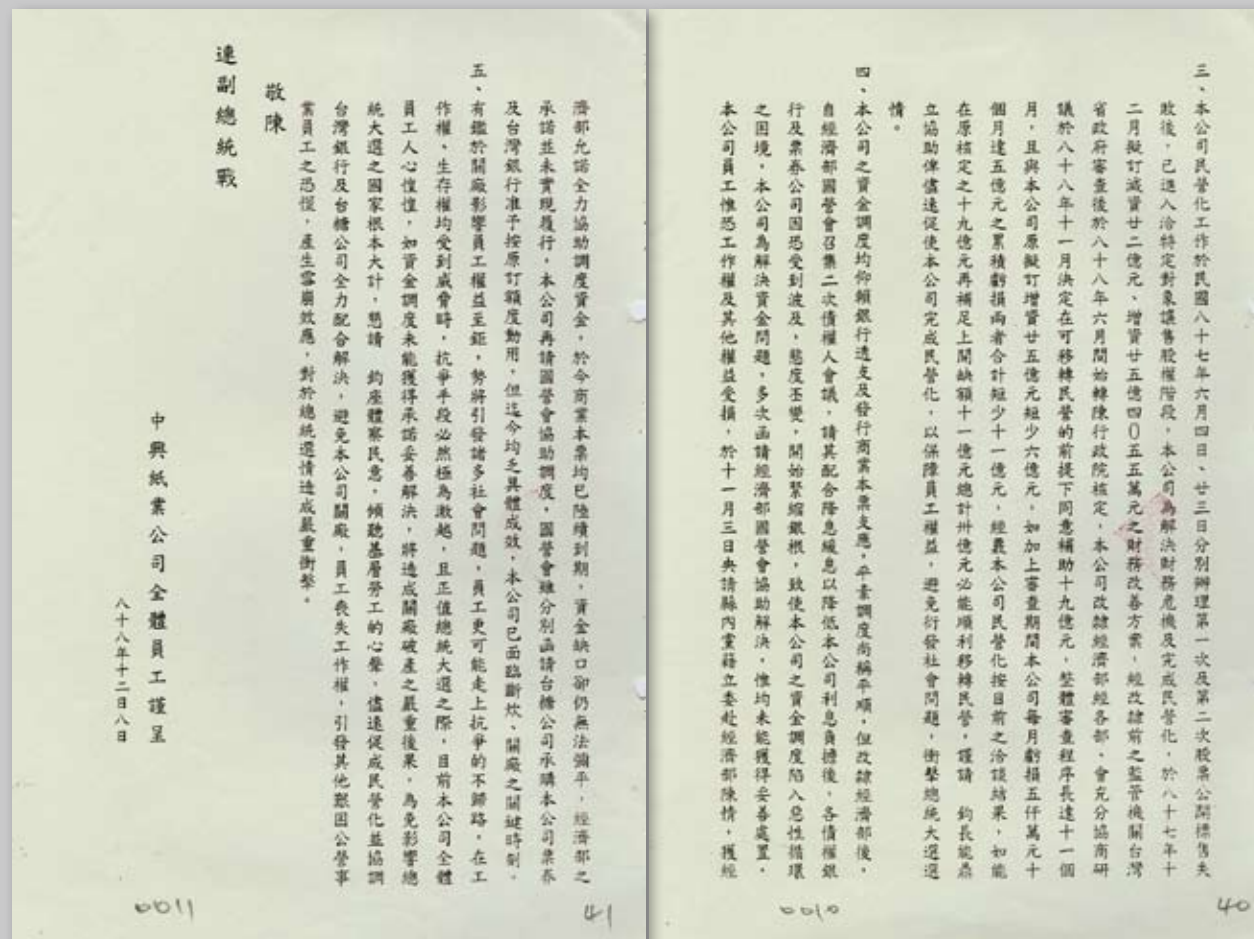 三、本公司民營化工作於民國八十七年六月四日、廿三日分別辦理第一次及第二次股票公開標售失
敗後,已進入洽特定對象讓售股權階段,本公司為解決財務危機及完成民營化,於八十七年十
二月擬訂減資廿二億元、增資廿五億四〇五五萬元之財務改善方案,經改隸前之監管機關台灣
省政府審查後於八十八年六月間始轉陳行政院核定,本公司改隸經濟部經各部、會充分協商研
議於八十八年十一月決定在可移轉民營的前提下同意補助十九億元,整體審查程序長達十一個
月,且與本公司原擬訂增資廿五億元短少六億元,如加上審查期間本公司每月虧損五仟萬元十
個月達五億元之累積虧損兩者合計短少十一億元,經義本公司民營化按目前之洽談結果,如能
在原核定之十九億元再補足上開缺額十一億元總計卅億元必能順利移轉民營,謹請 鈞長能鼎
立協助俾儘速促使本公司完成民營化,以保障員工權益,避免衍發社會問題,衝擊總統大選選
情。
四、本公司之資金調度均仰賴銀行透支及發行商業本票支應,平素調度尚稱平順,但改隸經濟部後,
自經濟部國營會召集二次債權人會議,請其配合降息緩息以降低本公司利息負擔後,各債權銀
行及票券公司因恐受到波及,態度丕變,開始緊縮銀根,致使本公司之資金調度陷入惡性循環
之困境,本公司為解決資金問題,多次函請經濟部國營會協助解決,惟均未能獲得妥善處置,
本公司員工惟恐工作權及其他權益受損,於十一月三日央請縣內黨籍立委赴經濟部陳情,獲經
0010
40
濟部允諾全力協助調度資金,於今商業本票均已陸續到期,資金缺口卻仍無法彌平,經濟部之
承諾並未實現履行,本公司再請國營會協助調度,國營會雖分別函請台糖公司承購本公司票券
及台灣銀行准予按原訂額度動用,但迄今均乏具體成效,本公司已面臨斷炊、關廠之關鍵時刻。
五、有鑑於關廠影響員工權益至鉅,勢將引發諸多社會問題,員工更可能走上抗爭的不歸路,在工
作權、生存權均受到威脅時,抗爭手段必然極為激越,且正值總統大選之際,目前本公司全體
員工人心惶惶,如資金調度未能獲得承諾妥善解決,將造成關廠破產之嚴重後果,為免影響總
統大選之國家根本大計,懇請 鈞座體察民意,傾聽基層勞工的心聲,儘速促成民營化並協調
台灣銀行及台糖公司全力配合解決,避免本公司關廠,員工喪失工作權,引發其他艱困公營事
業員工之恐慌,產生雪崩效應,對於總統選情造成嚴重衝擊。
敬陳
連副總統戰
中興紙業公司全體員工謹呈
八十八年十二日八日
0011
41